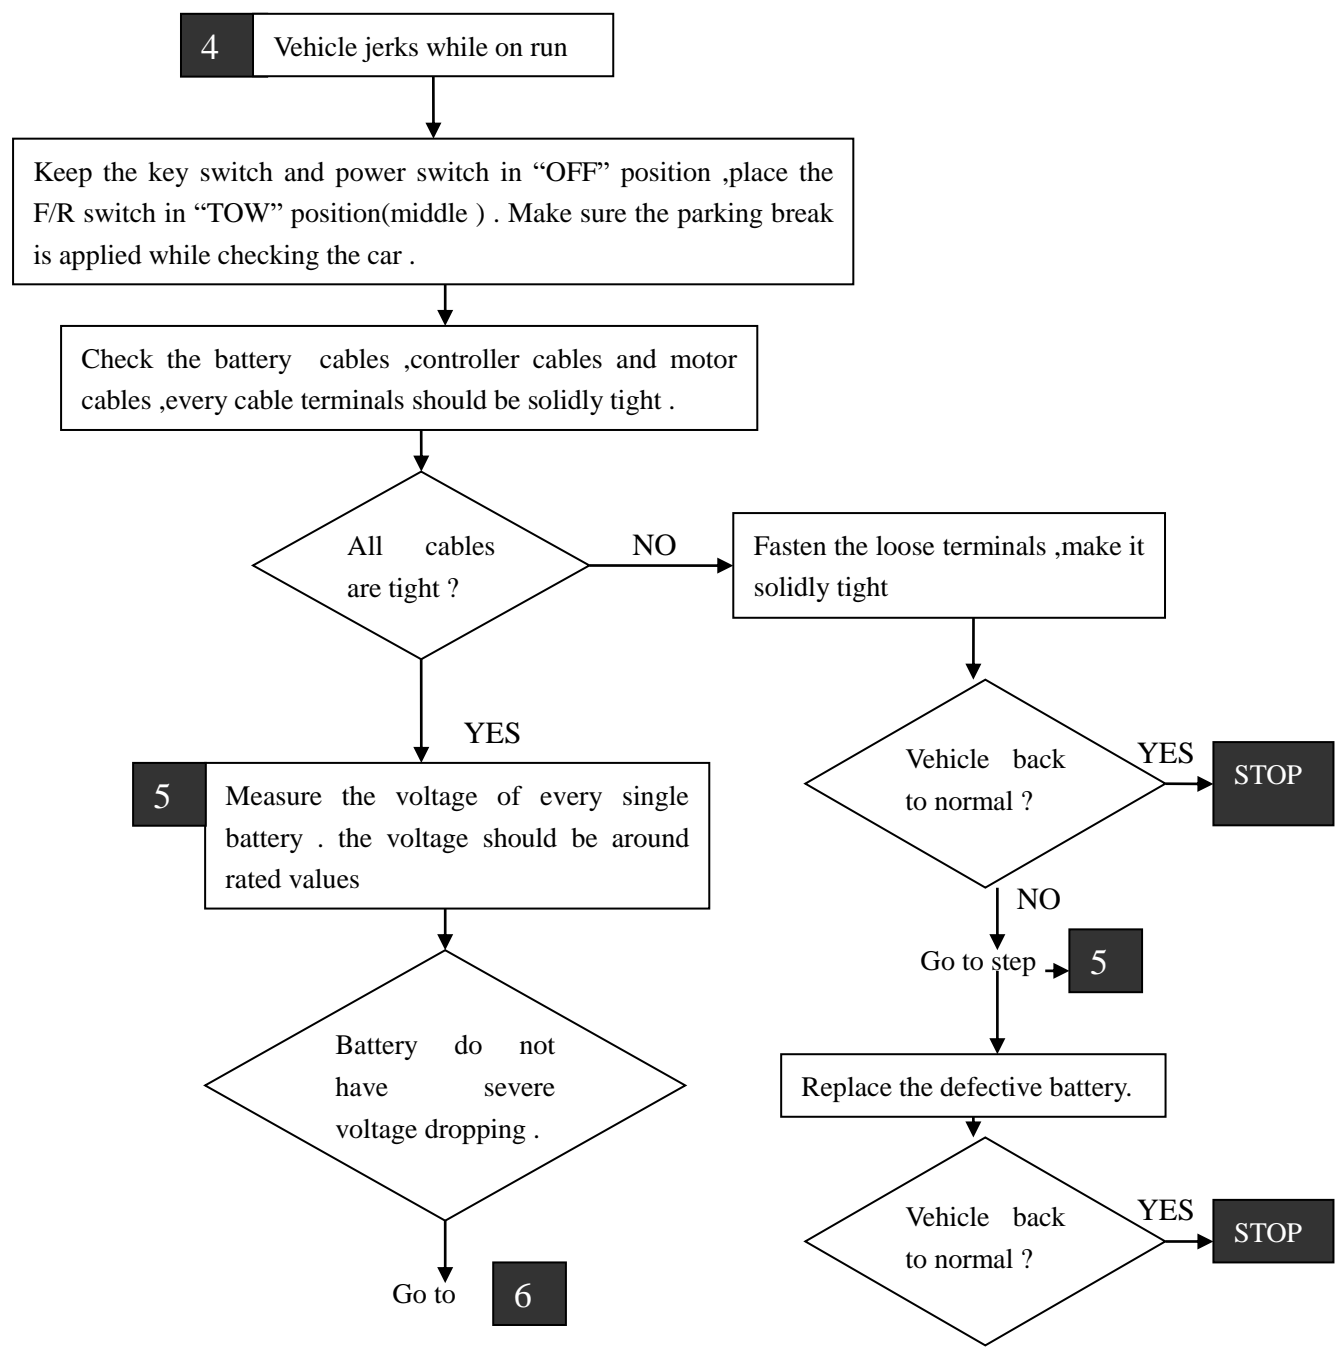 4
Vehicle jerks while on run
Keep the key switch and power switch in “OFF” position ,place the
F/R switch in “TOW” position(middle ) . Make sure the parking break
is applied while checking the car .
Check the battery cables ,controller cables and motor
cables ,every cable terminals should be solidly tight .
All cables
are tight ?
NO
Fasten the loose terminals ,make it
solidly tight
YES
Vehicle back
to normal ?
YES
STOP
5
Measure the voltage of every single
battery . the voltage should be around
rated values
NO
Go to step
5
Battery do not
have severe
voltage dropping .
Replace the defective battery.
Vehicle back
to normal ?
YES
STOP
Go to
6